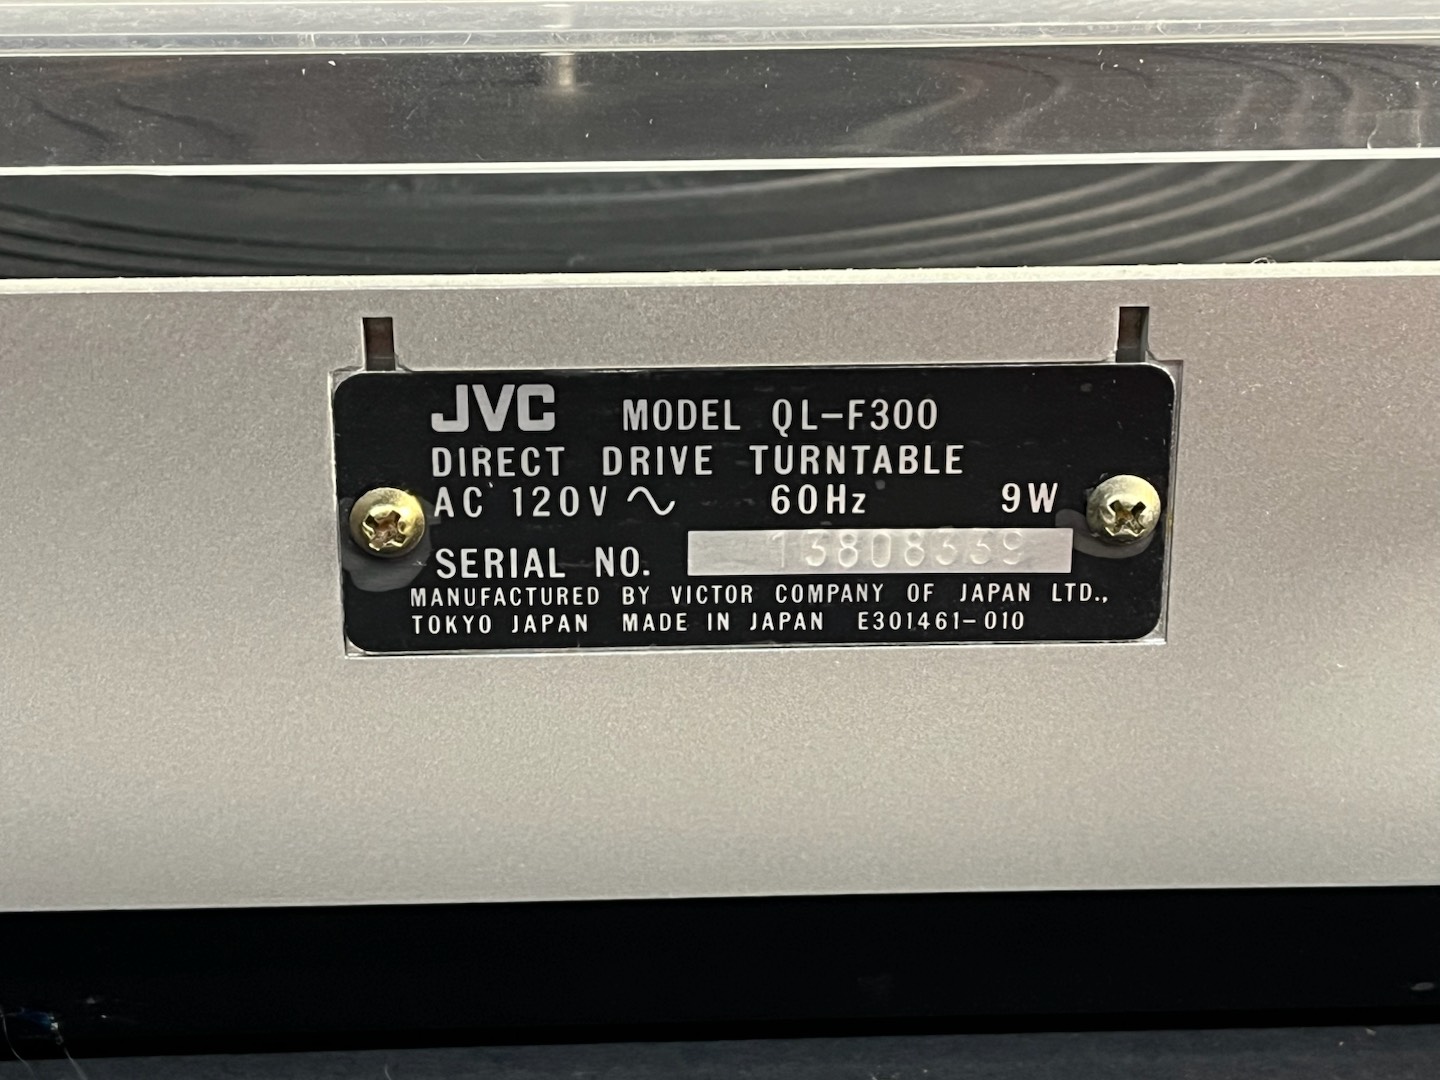 JVC MODEL QL-F300
DIRECT DRIVE TURNTABLE
AC 120V ∿ 60Hz 9W
SERIAL NO. 13808339
MANUFACTURED BY VICTOR COMPANY OF JAPAN LTD.,
TOKYO JAPAN MADE IN JAPAN E301461-010